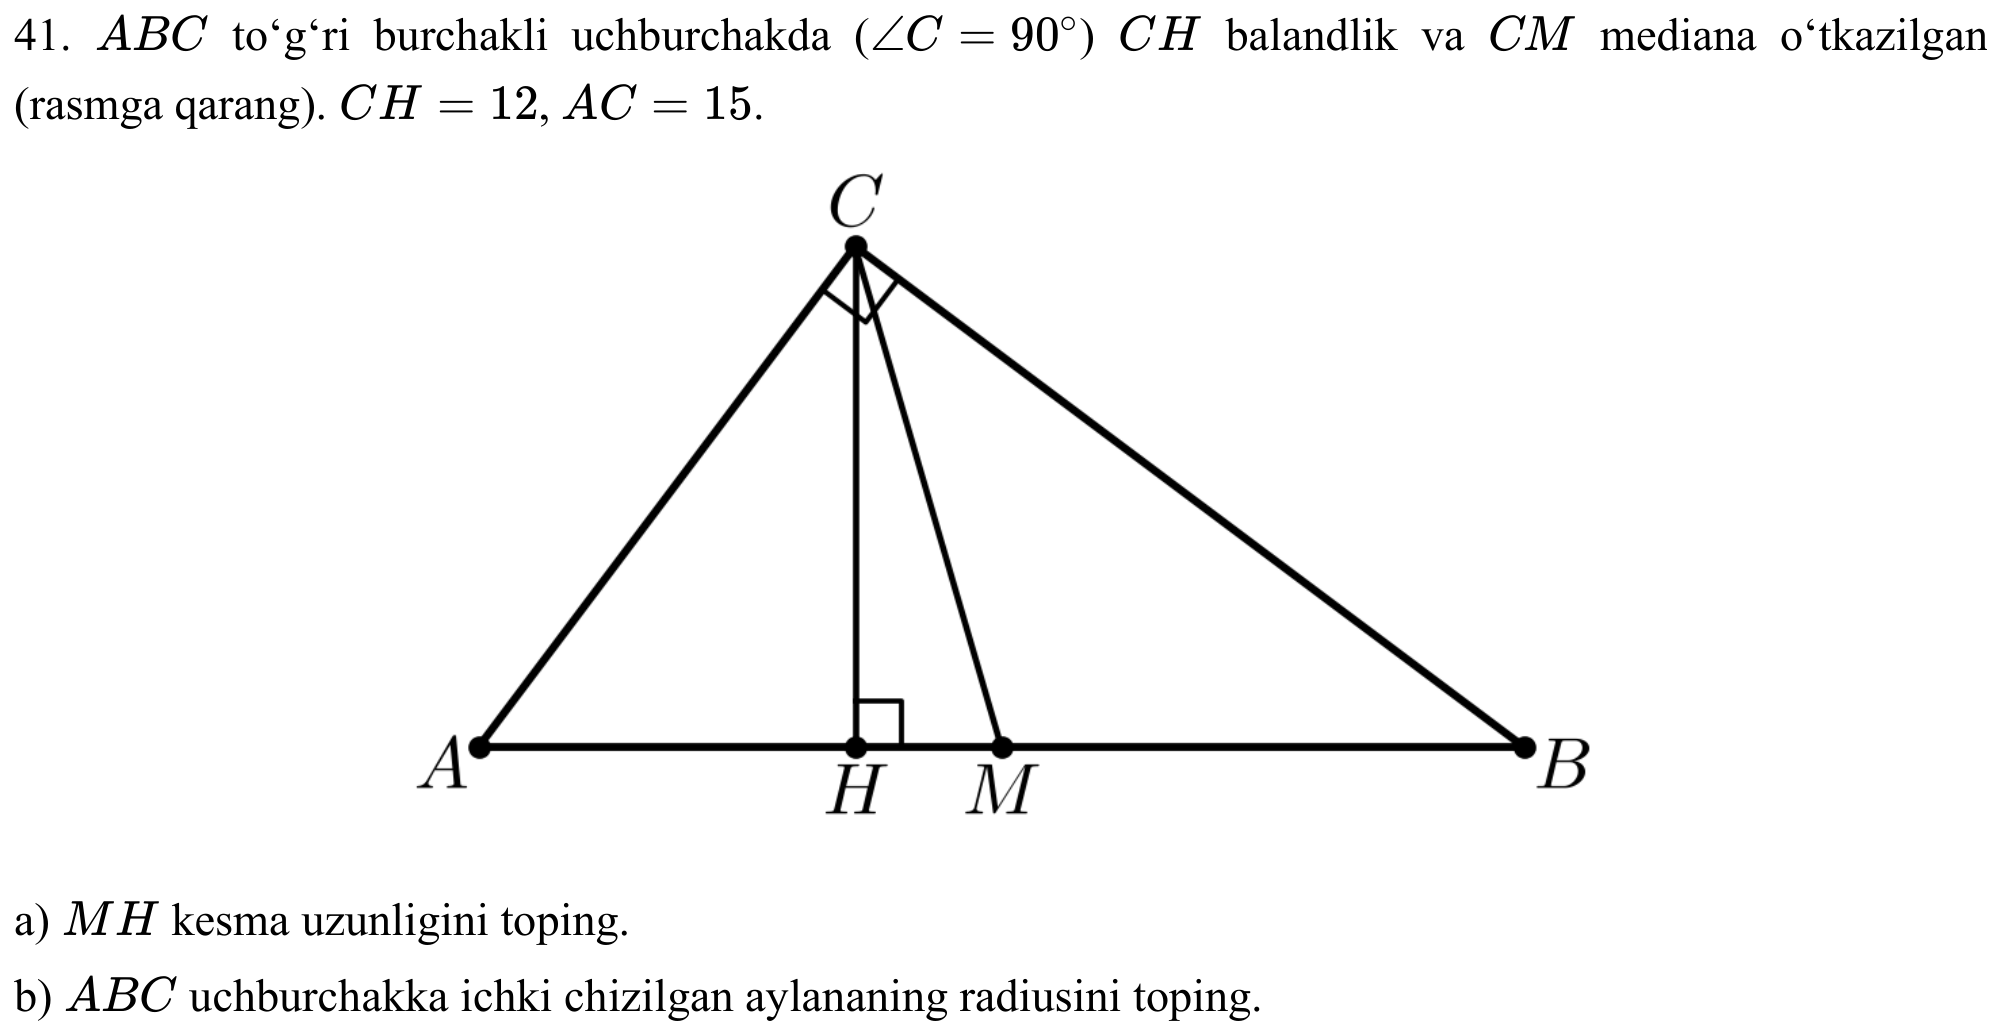 41. ABC to‘g‘ri burchakli uchburchakda (∠C = 90°) CH balandlik va CM mediana o‘tkazilgan
(rasmga qarang). CH = 12, AC = 15.
C
A
H
M
B
a) MH kesma uzunligini toping.
b) ABC uchburchakka ichki chizilgan aylananing radiusini toping.